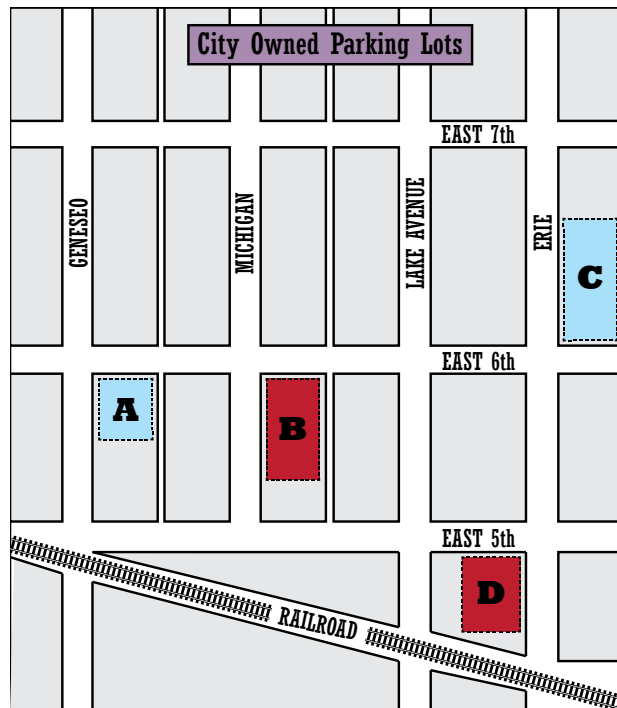 City Owned Parking Lots
EAST 7th
GENESEO
MICHIGAN
LAKE AVENUE
ERIE
C
EAST 6th
A
B
EAST 5th
D
RAILROAD